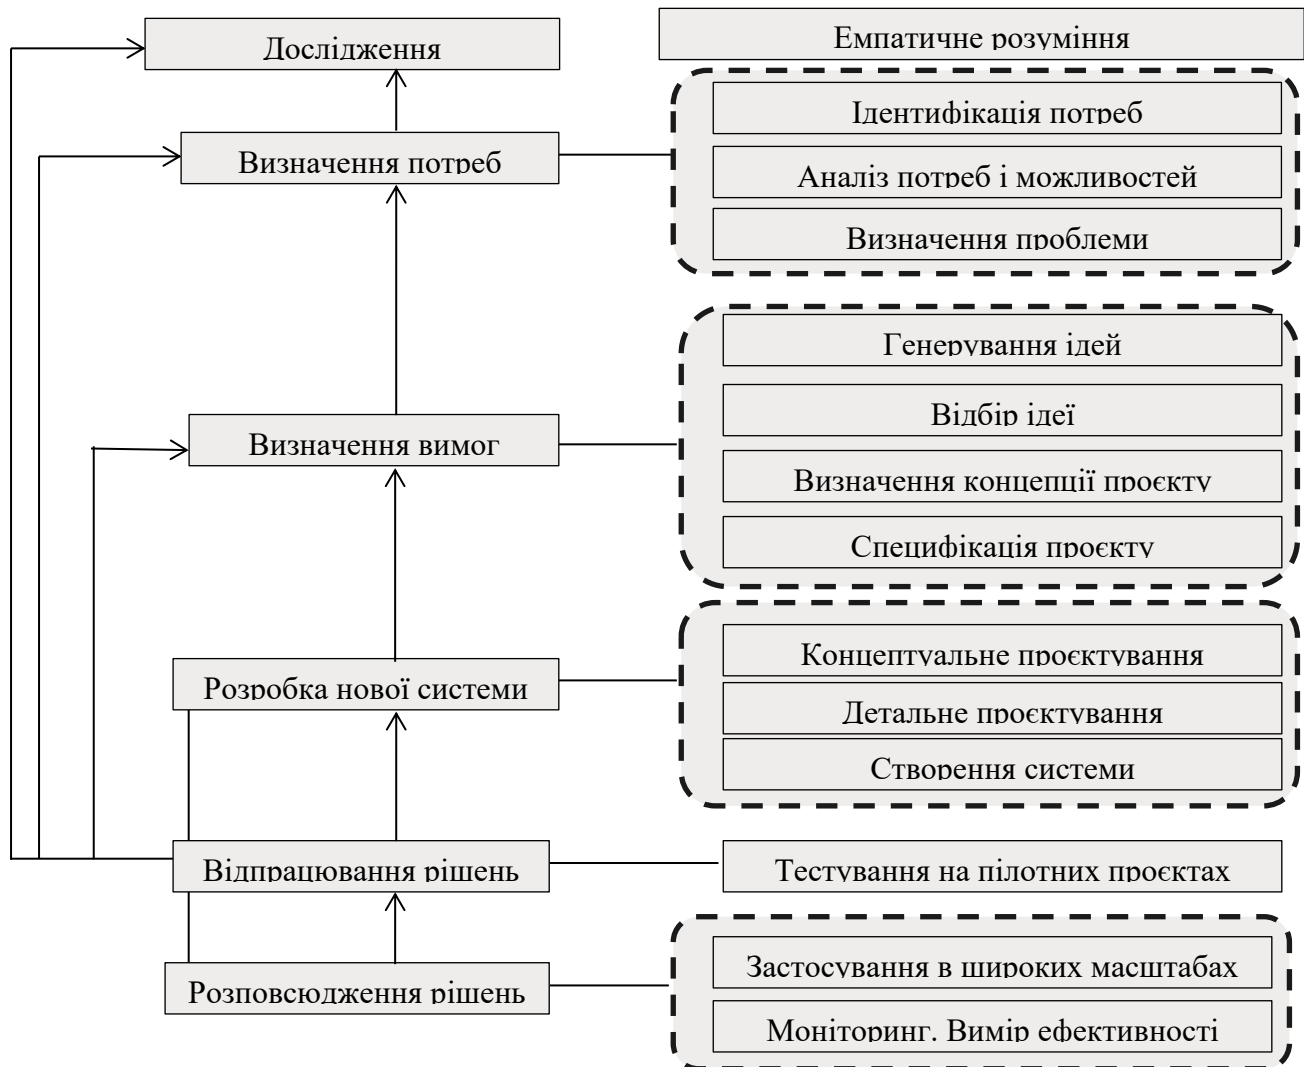 Дослідження
Емпатичне розуміння
Визначення потреб
Ідентифікація потреб
Аналіз потреб і можливостей
Визначення проблеми
Визначення вимог
Генерування ідей
Відбір ідеї
Визначення концепції проєкту
Специфікація проєкту
Розробка нової системи
Концептуальне проєктування
Детальне проєктування
Створення системи
Відпрацювання рішень
Тестування на пілотних проєктах
Розповсюдження рішень
Застосування в широких масштабах
Моніторинг. Вимір ефективності